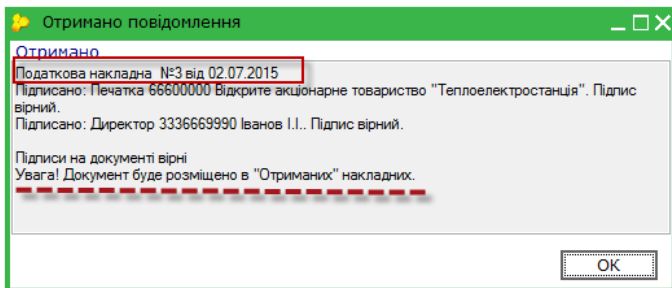 Отримано повідомлення
Отримано
Податкова накладна №3 від 02.07.2015
Підписано: Печатка 66600000 Відкрите акціонарне товариство "Теплоелектростанція". Підпис
вірний.
Підписано: Директор 3336669990 Іванов І.І.. Підпис вірний.
Підписи на документі вірні
Увага! Документ буде розміщено в "Отриманих" накладних.
ОК